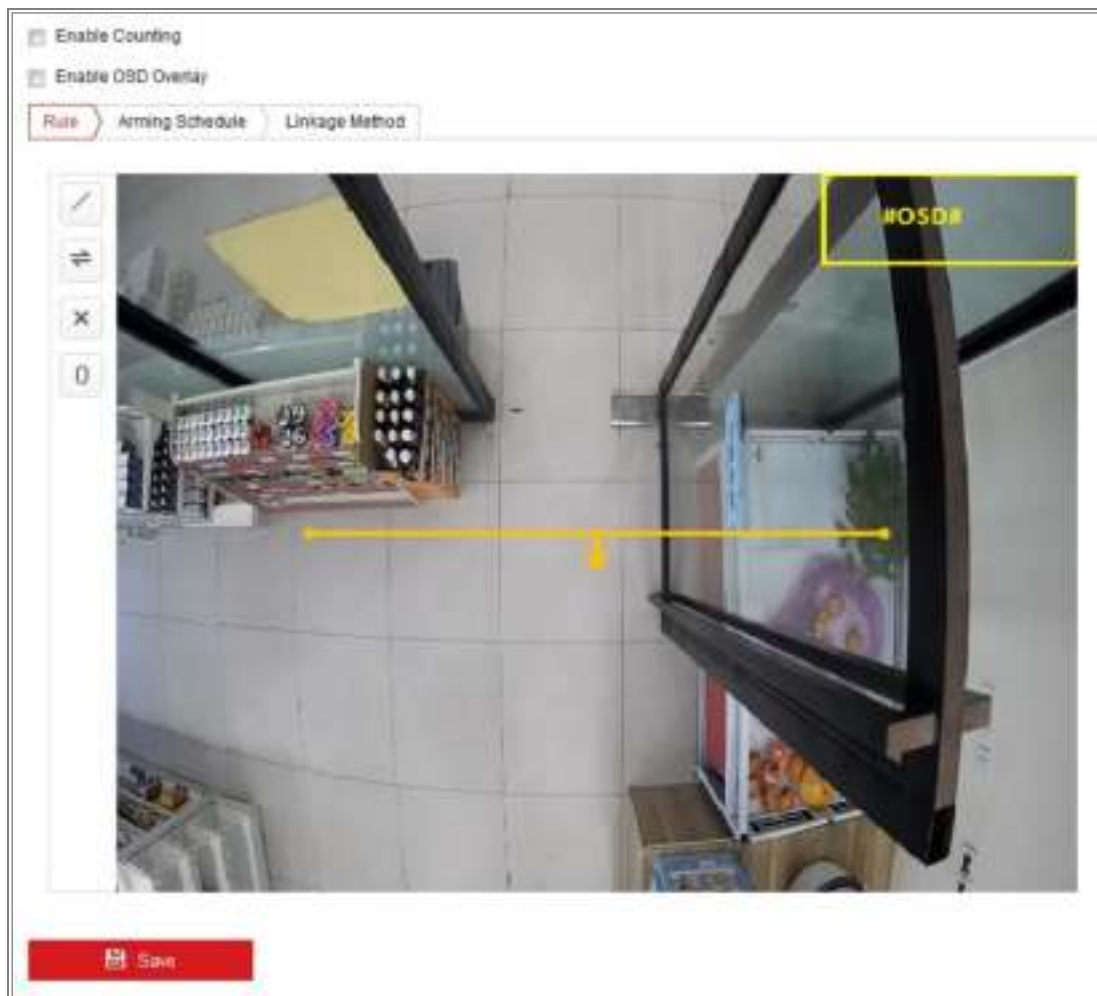 Enable Counting
Enable OSD Overlay
Rule
Arming Schedule
Linkage Method
0
#OSD#
Save